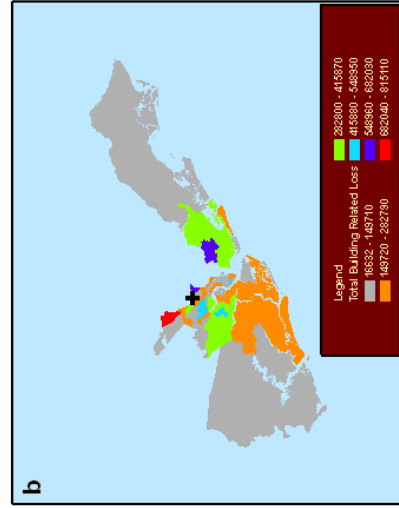 b
Legend
Total Building Related Loss
16632 - 149710
149720 - 282790
282800 - 415870
415880 - 548950
548960 - 682030
682040 - 815110